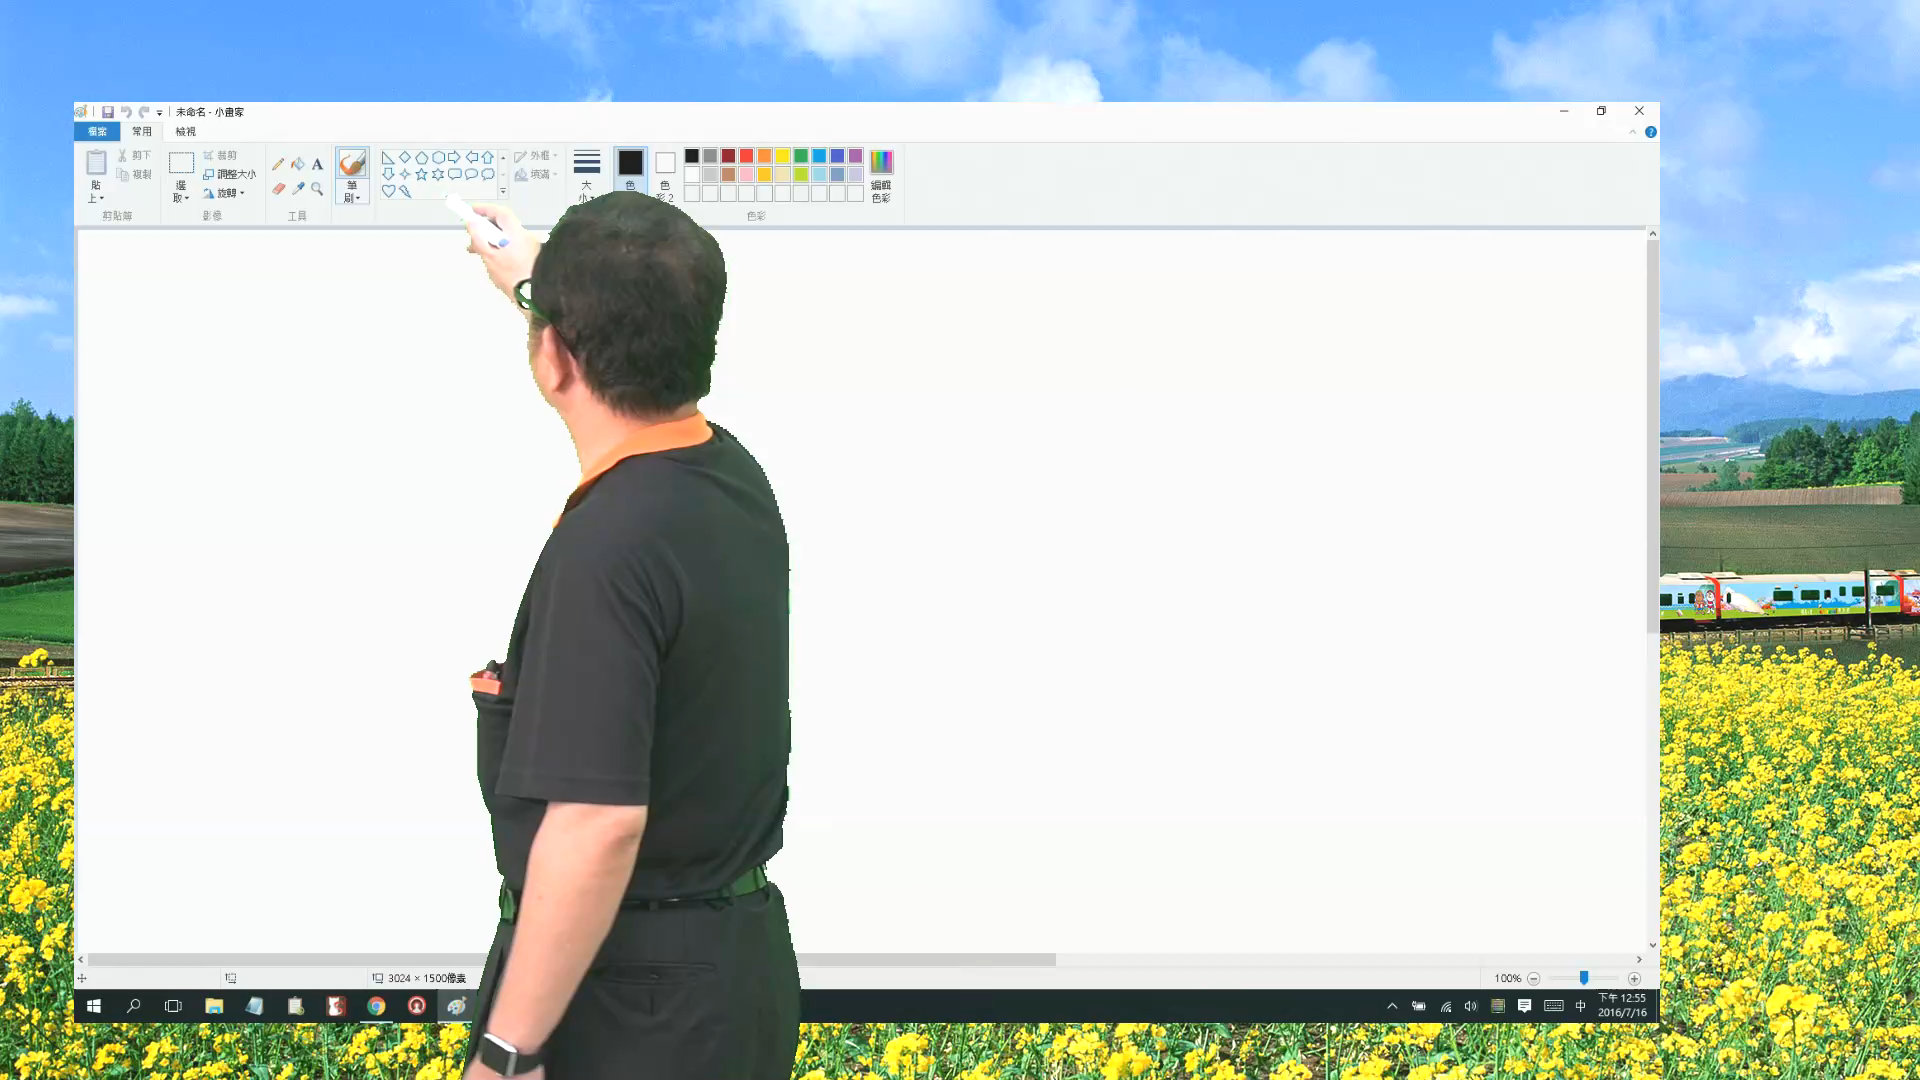 未命名 - 小畫家
檔案 常用 檢視
貼上
剪下
複製
剪貼簿
選取
裁剪
調整大小
旋轉
影像
A
工具
筆刷
外框
填滿
大小
色
色彩 2
編輯色彩
色彩
3024 × 1500像素
100%
中
下午 12:55
2016/7/16